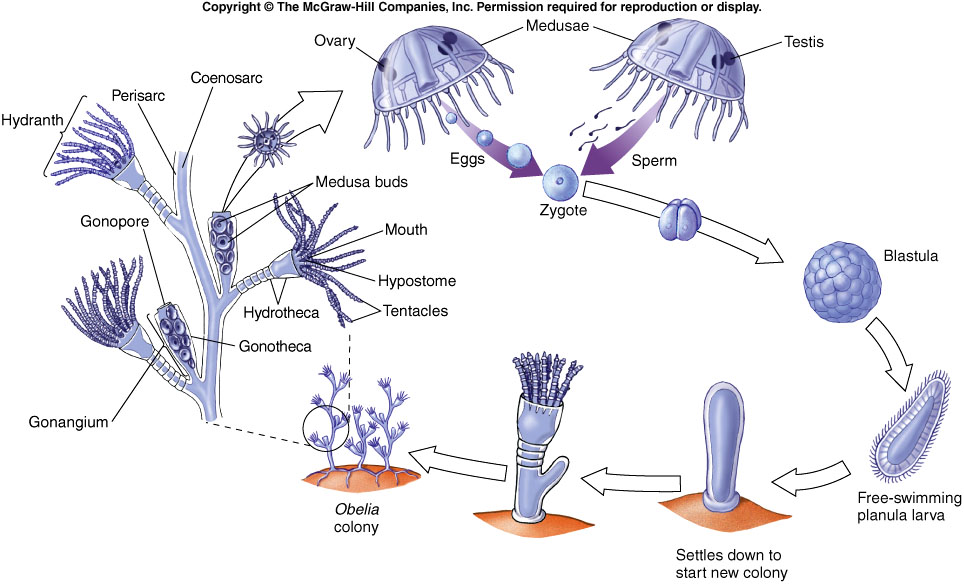 Copyright © The McGraw-Hill Companies, Inc. Permission required for reproduction or display.
Ovary
Medusae
Testis
Coenosarc
Perisarc
Hydranth
Eggs
Sperm
Medusa buds
Zygote
Gonopore
Mouth
Blastula
Hypostome
Hydrotheca
Tentacles
Gonotheca
Gonangium
Free-swimming
planula larva
Obelia
colony
Settles down to
start new colony